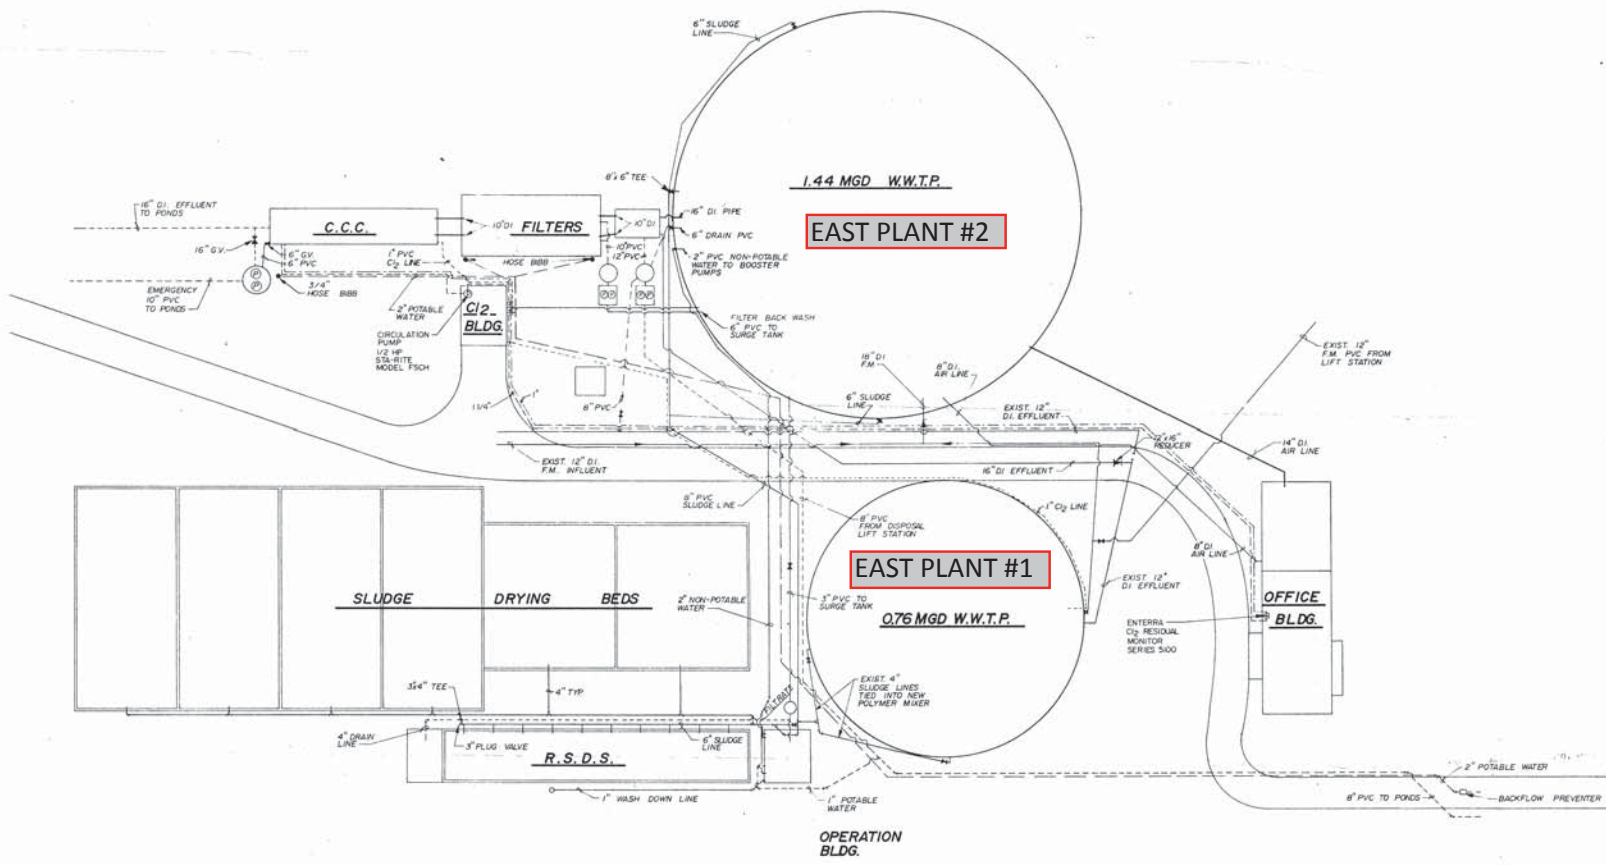 6" SLUDGE
LINE
1.44 MGD W.W.T.P.
EAST PLANT #2
8"x 6" TEE
16" D.I. PIPE
6" DRAIN PVC
2" PVC NON-POTABLE
WATER TO BOOSTER
PUMPS
16" D.I. EFFLUENT
TO PONDS
C.C.C.
10" DI
FILTERS
10" DI
10" PVC
12" PVC
HOSE BIBB
16" G.V.
6" G.V.
6" PVC
1" PVC
Cl2 LINE
3/4"
HOSE BIBB
EMERGENCY
10" PVC
TO PONDS
2" POTABLE
WATER
Cl2
BLDG.
CIRCULATION
PUMP
1/2 HP
STA-RITE
MODEL F5CH
P
P
P P
P P
FILTER BACK WASH
6" PVC TO
SURGE TANK
18" DI
F.M.
8" D.I.
AIR LINE
EXIST. 12"
F.M. PVC FROM
LIFT STATION
1 1/4"
1"
8" PVC
6" SLUDGE
LINE
EXIST. 12"
D.I. EFFLUENT
12"x 16"
REDUCER
14" D.I.
AIR LINE
EXIST. 12" D.I.
F.M. INFLUENT
16" DI EFFLUENT
8" PVC
SLUDGE LINE
8" PVC
FROM DISPOSAL
LIFT STATION
1" Cl2 LINE
8" DI
AIR LINE
EAST PLANT #1
EXIST 12"
D.I. EFFLUENT
SLUDGE DRYING BEDS
2" NON-POTABLE
WATER
3" PVC TO
SURGE TANK
0.76 MGD W.W.T.P.
OFFICE
BLDG.
ENTERRA
Cl2 RESIDUAL
MONITOR
SERIES 5100
3"x4" TEE
4" TYP
FILTRATE
EXIST. 4"
SLUDGE LINES
TIED INTO NEW
POLYMER MIXER
4" DRAIN
LINE
3" PLUG VALVE
6" SLUDGE
LINE
R.S.D.S.
1" WASH DOWN LINE
1" POTABLE
WATER
2" POTABLE WATER
8" PVC TO PONDS
BACKFLOW PREVENTER
OPERATION
BLDG.